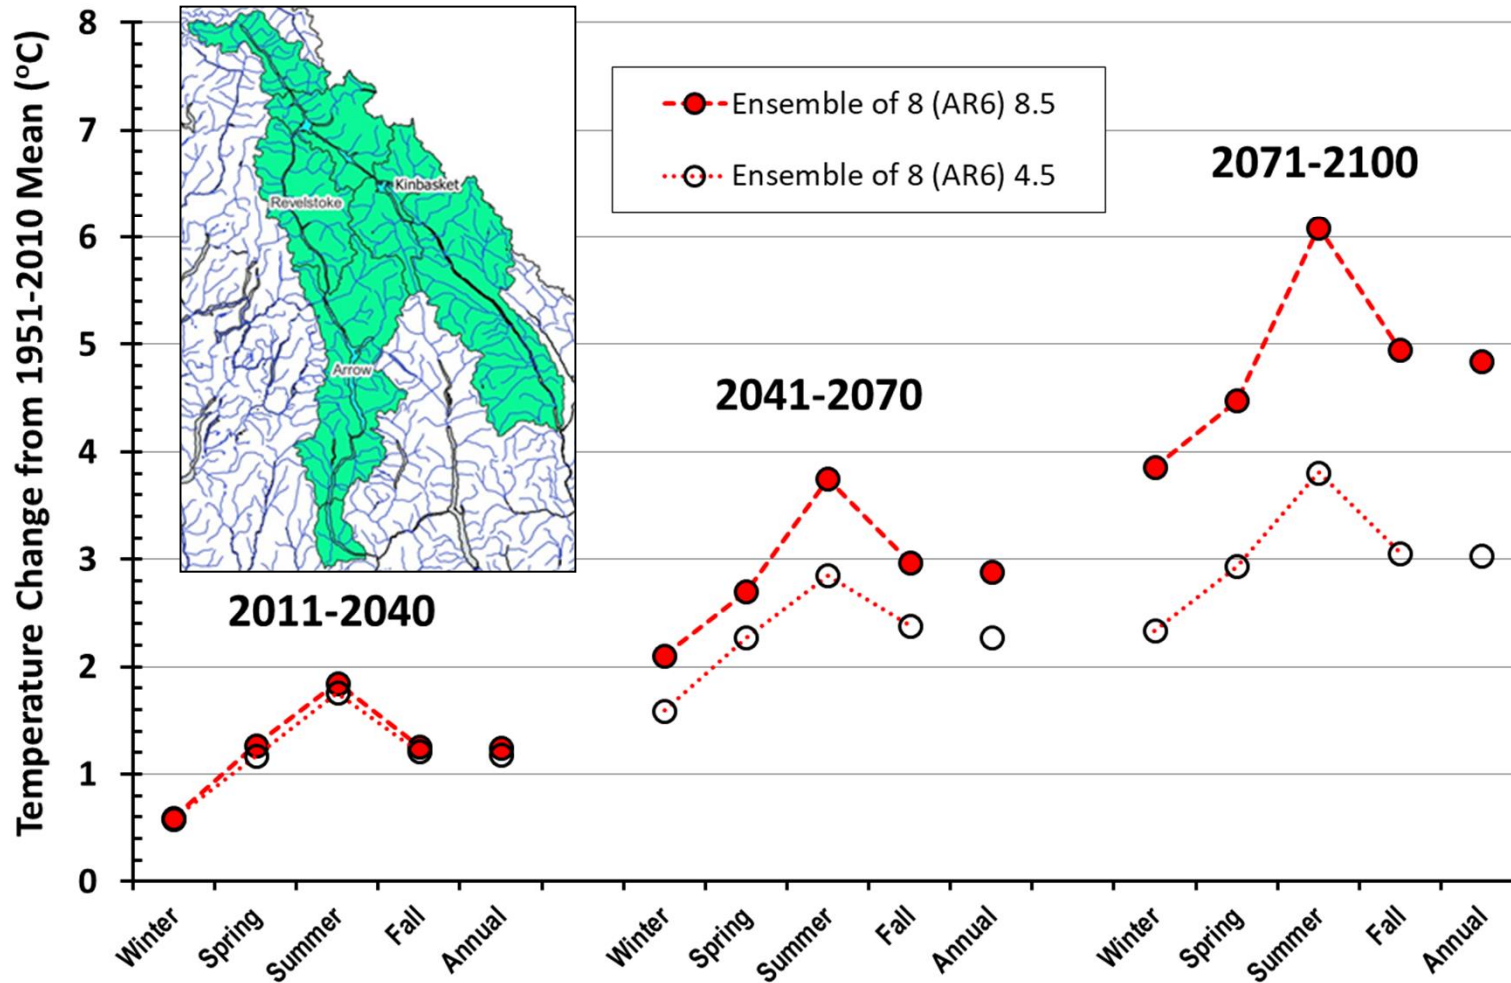 Temperature Change from 1951-2010 Mean (°C)
8
7
6
5
4
3
2
1
0
Kinbasket
Revelstoke
Arrow
Ensemble of 8 (AR6) 8.5
Ensemble of 8 (AR6) 4.5
2011-2040
2041-2070
2071-2100
Winter
Spring
Summer
Fall
Annual
Winter
Spring
Summer
Fall
Annual
Winter
Spring
Summer
Fall
Annual